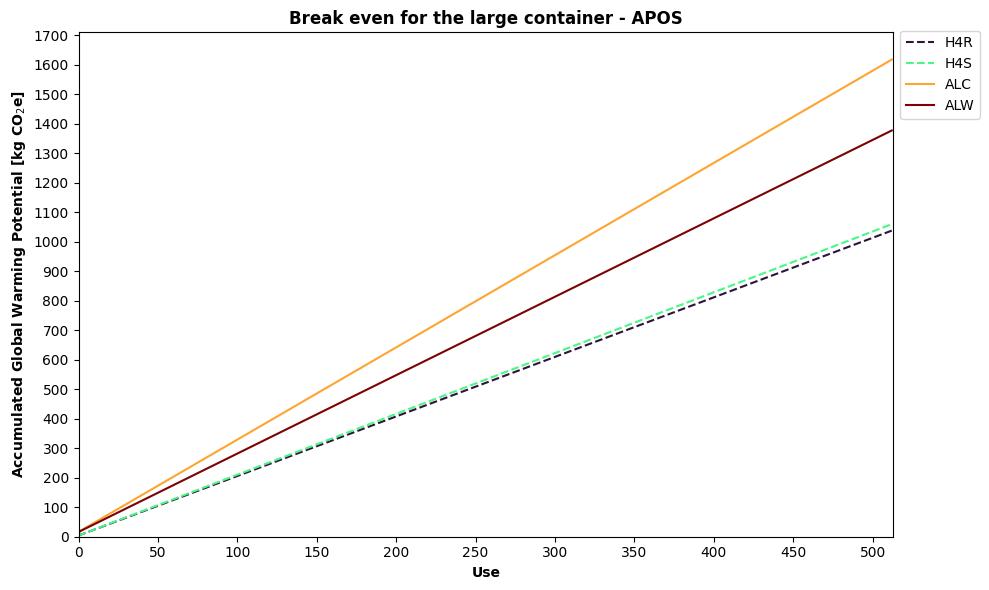 Break even for the large container - APOS
Accumulated Global Warming Potential [kg CO₂e]
1700
1600
1500
1400
1300
1200
1100
1000
900
800
700
600
500
400
300
200
100
0
0 50 100 150 200 250 300 350 400 450 500
Use
H4R
H4S
ALC
ALW